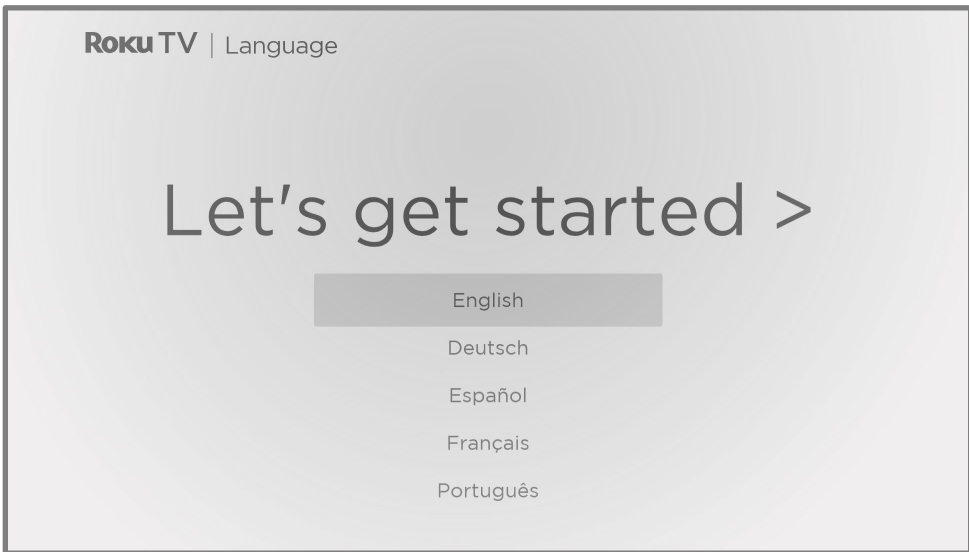 Roku TV | Language
Let's get started >
English
Deutsch
Español
Français
Português